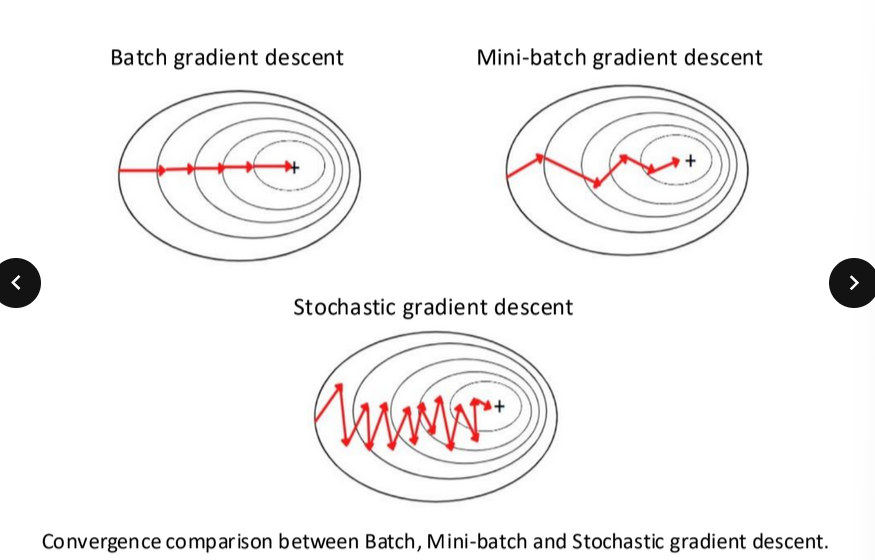 Batch gradient descent
Mini-batch gradient descent
Stochastic gradient descent
Convergence comparison between Batch, Mini-batch and Stochastic gradient descent.